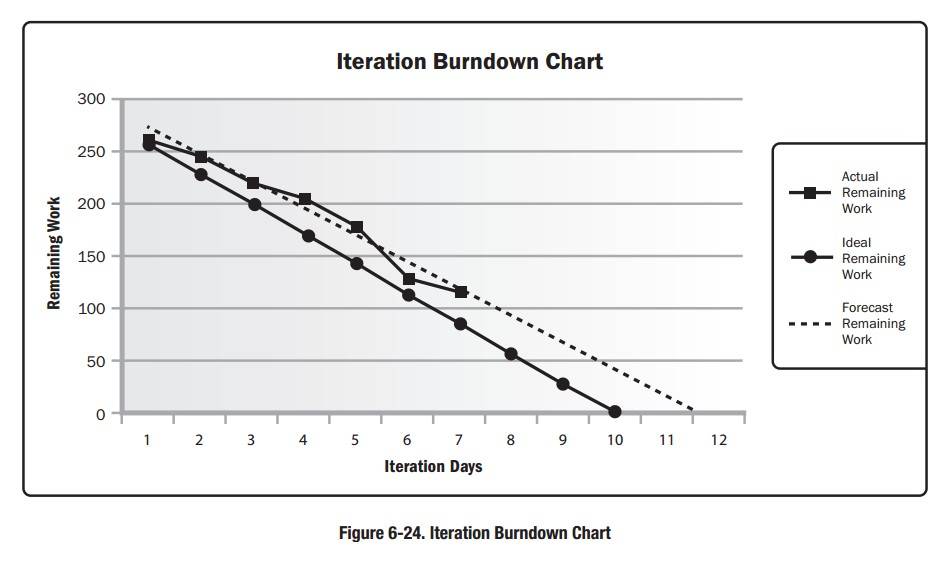 Iteration Burndown Chart
300
250
200
150
100
50
0
Remaining Work
1 2 3 4 5 6 7 8 9 10 11 12
Iteration Days
Actual
Remaining
Work
Ideal
Remaining
Work
Forecast
Remaining
Work
Figure 6-24. Iteration Burndown Chart